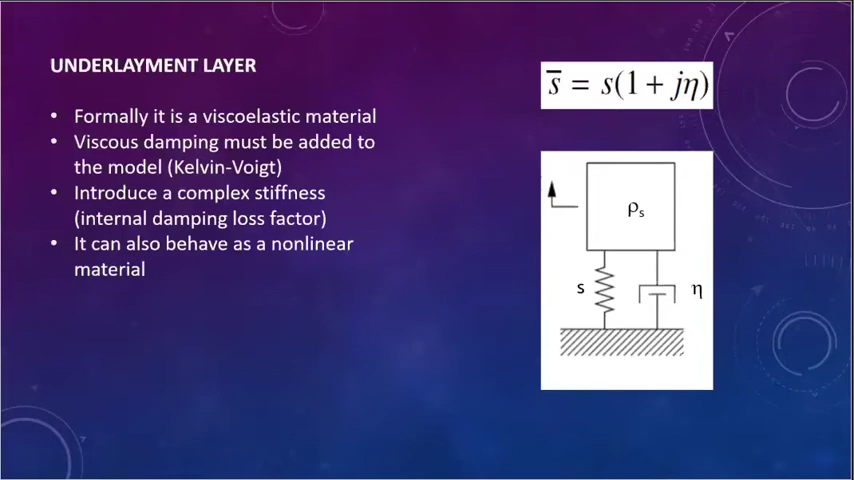 UNDERLAYMENT LAYER
• Formally it is a viscoelastic material
• Viscous damping must be added to
the model (Kelvin-Voigt)
• Introduce a complex stiffness
(internal damping loss factor)
• It can also behave as a nonlinear
material
s̅ = s(1 + jη)
ρₛ
s
η